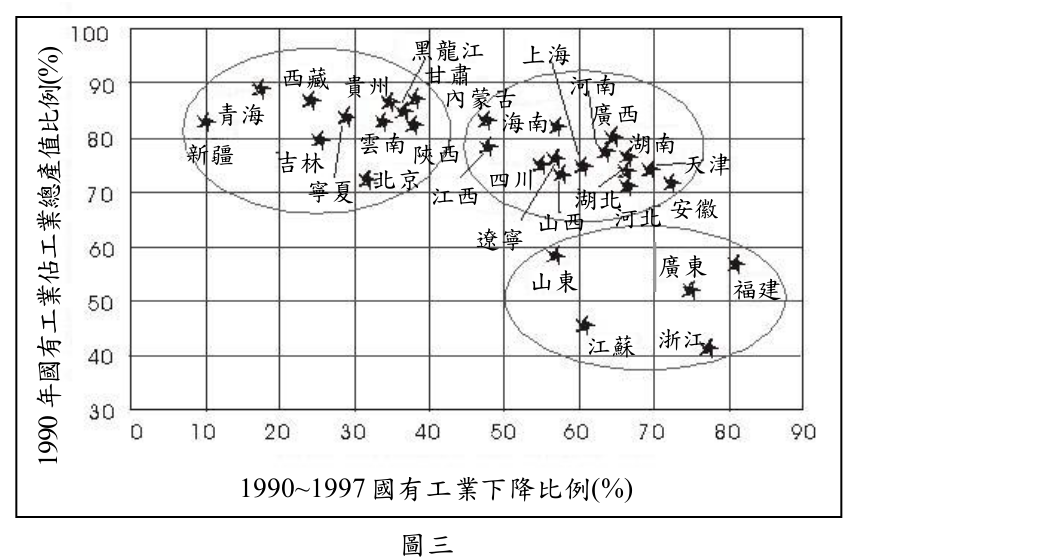 1990 年國有工業佔工業總產值比例(%)
100
90
80
70
60
50
40
30
0 10 20 30 40 50 60 70 80 90
黑龍江
上海
西藏
貴州
甘肅
河南
青海
內蒙古
海南
廣西
新疆
吉林
雲南
陝西
湖南
天津
寧夏
北京
江西
四川
湖北
安徽
遼寧
山西
河北
山東
廣東
福建
江蘇
浙江
1990~1997 國有工業下降比例(%)
圖三